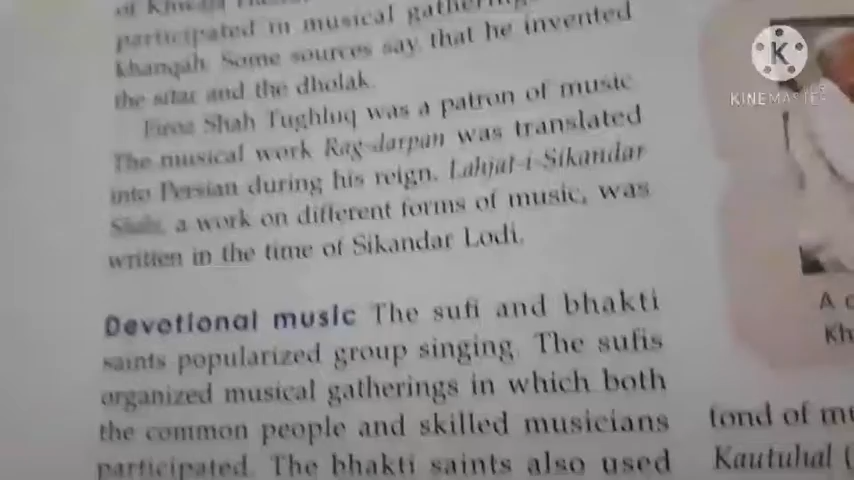 participated in musical gatherings
khanqah. Some sources say, that he invented
the sitar and the dholak.
Firoz Shah Tughluq was a patron of music
The musical work Rag-darpan was translated
into Persian during his reign. Lahjat-i-Sikandar
Shahi, a work on different forms of music, was
written in the time of Sikandar Lodi.
Devotional music The sufi and bhakti
saints popularized group singing. The sufis
organized musical gatherings in which both
the common people and skilled musicians
participated. The bhakti saints also used
K
KINEMASTER
A
Kh
fond of
Kautuhal (